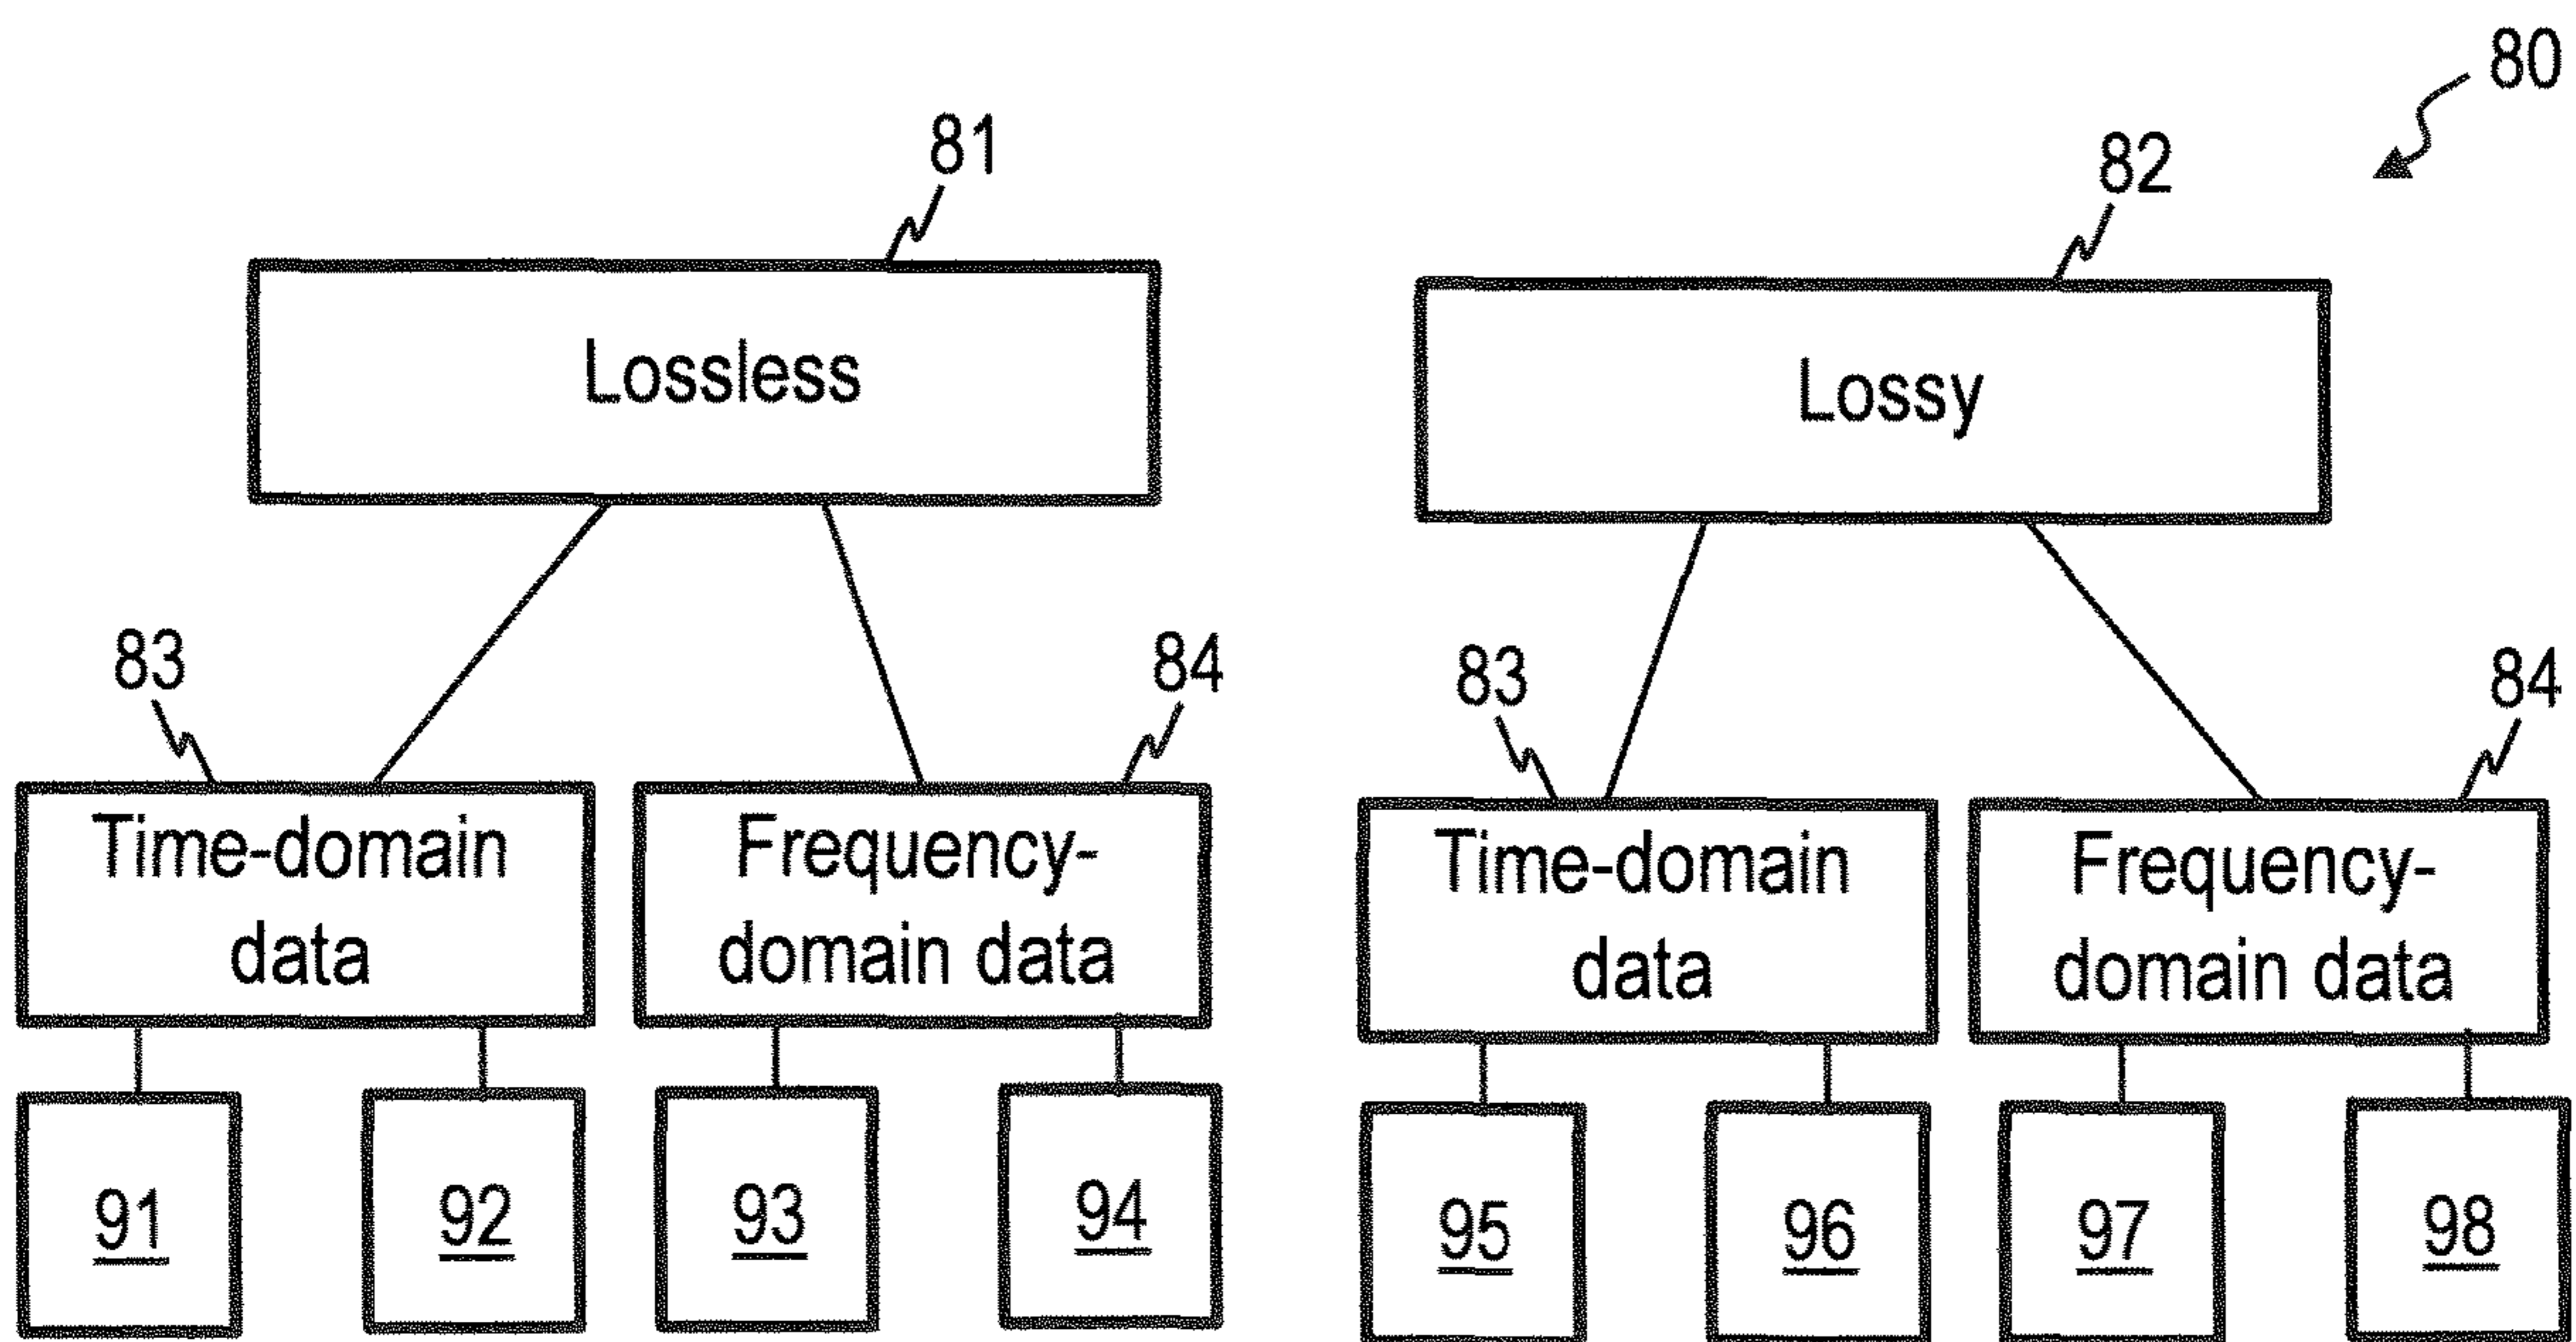 80
81
82
Lossless
Lossy
83
84
83
84
Time-domain
data
Frequency-
domain data
Time-domain
data
Frequency-
domain data
91
92
93
94
95
96
97
98